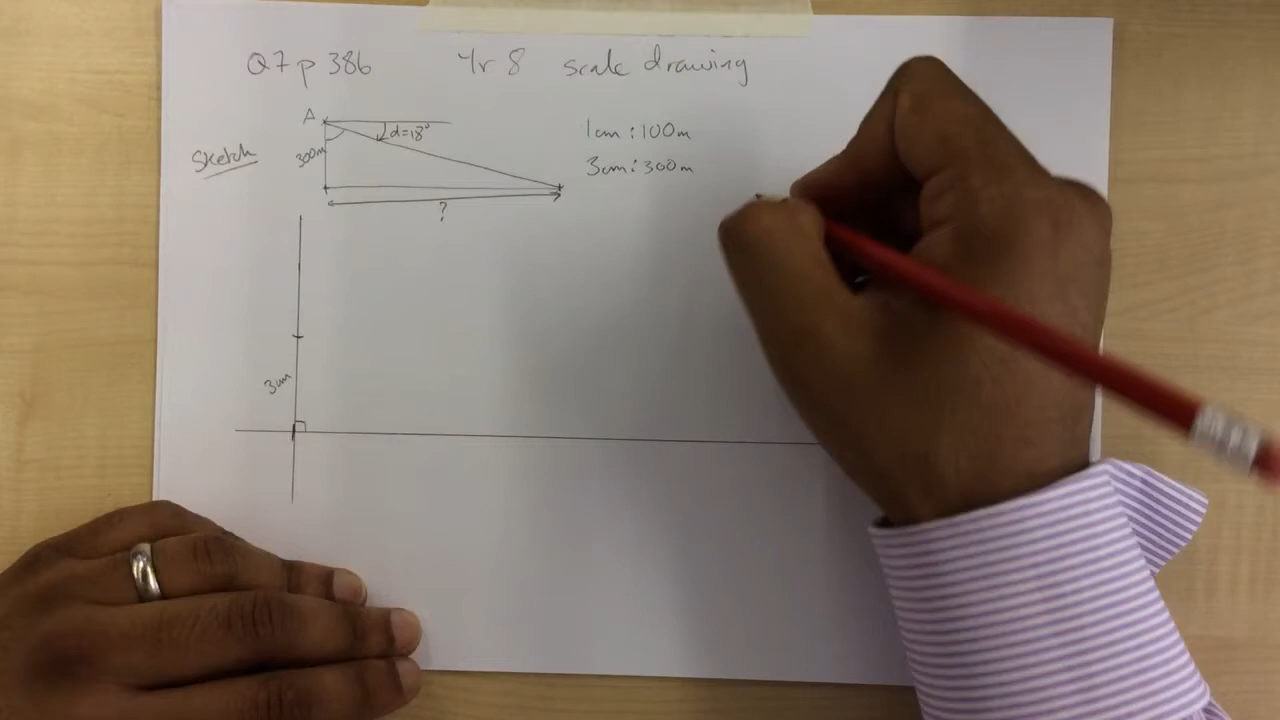 Q7 p 386 Yr 8 scale drawing
A
d=18°
1cm : 100m
Sketch
300m
3cm : 300m
?
3cm